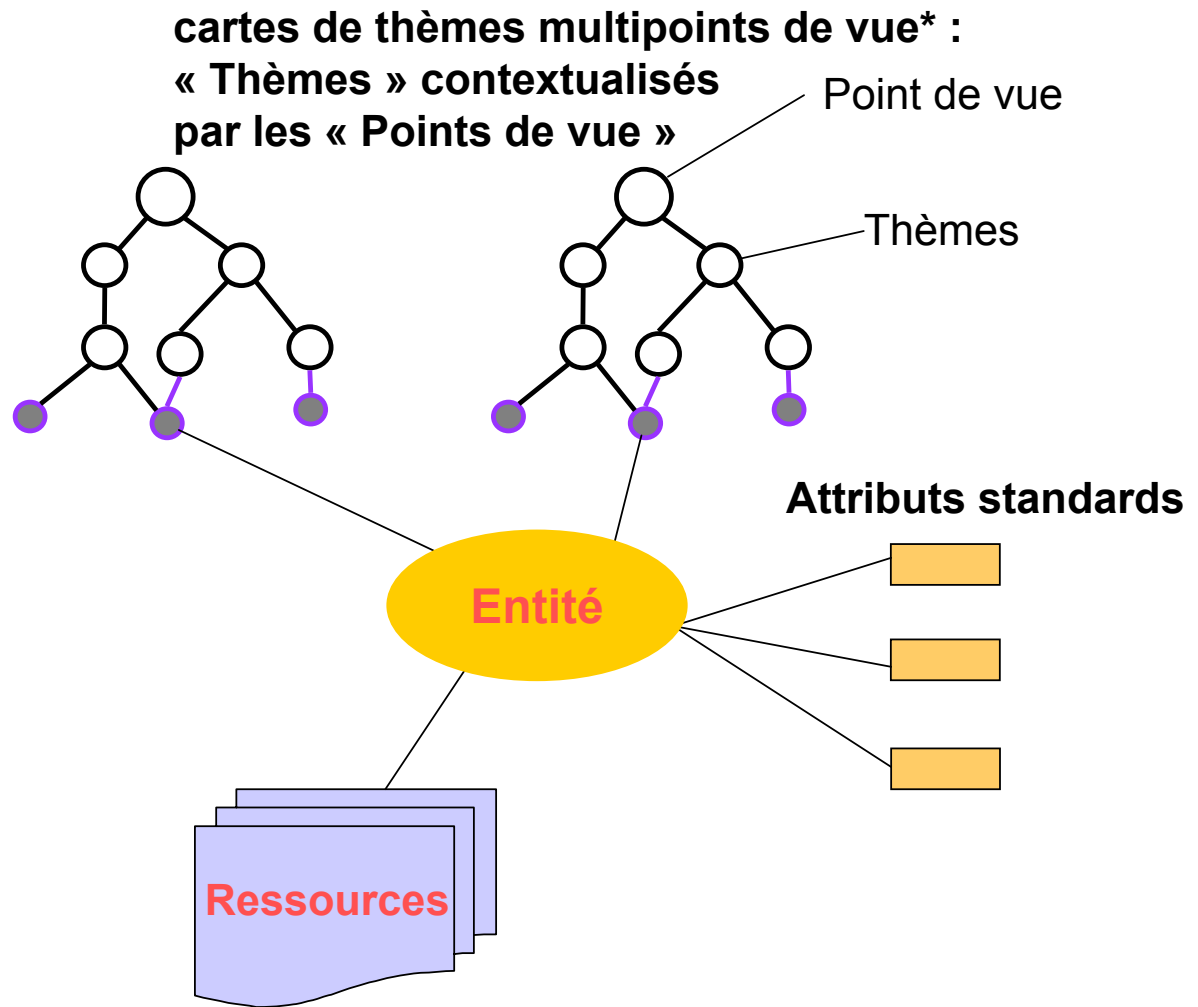 cartes de thèmes multipoints de vue* :
« Thèmes » contextualisés
par les « Points de vue »
Point de vue
Thèmes
Attributs standards
Entité
Ressources